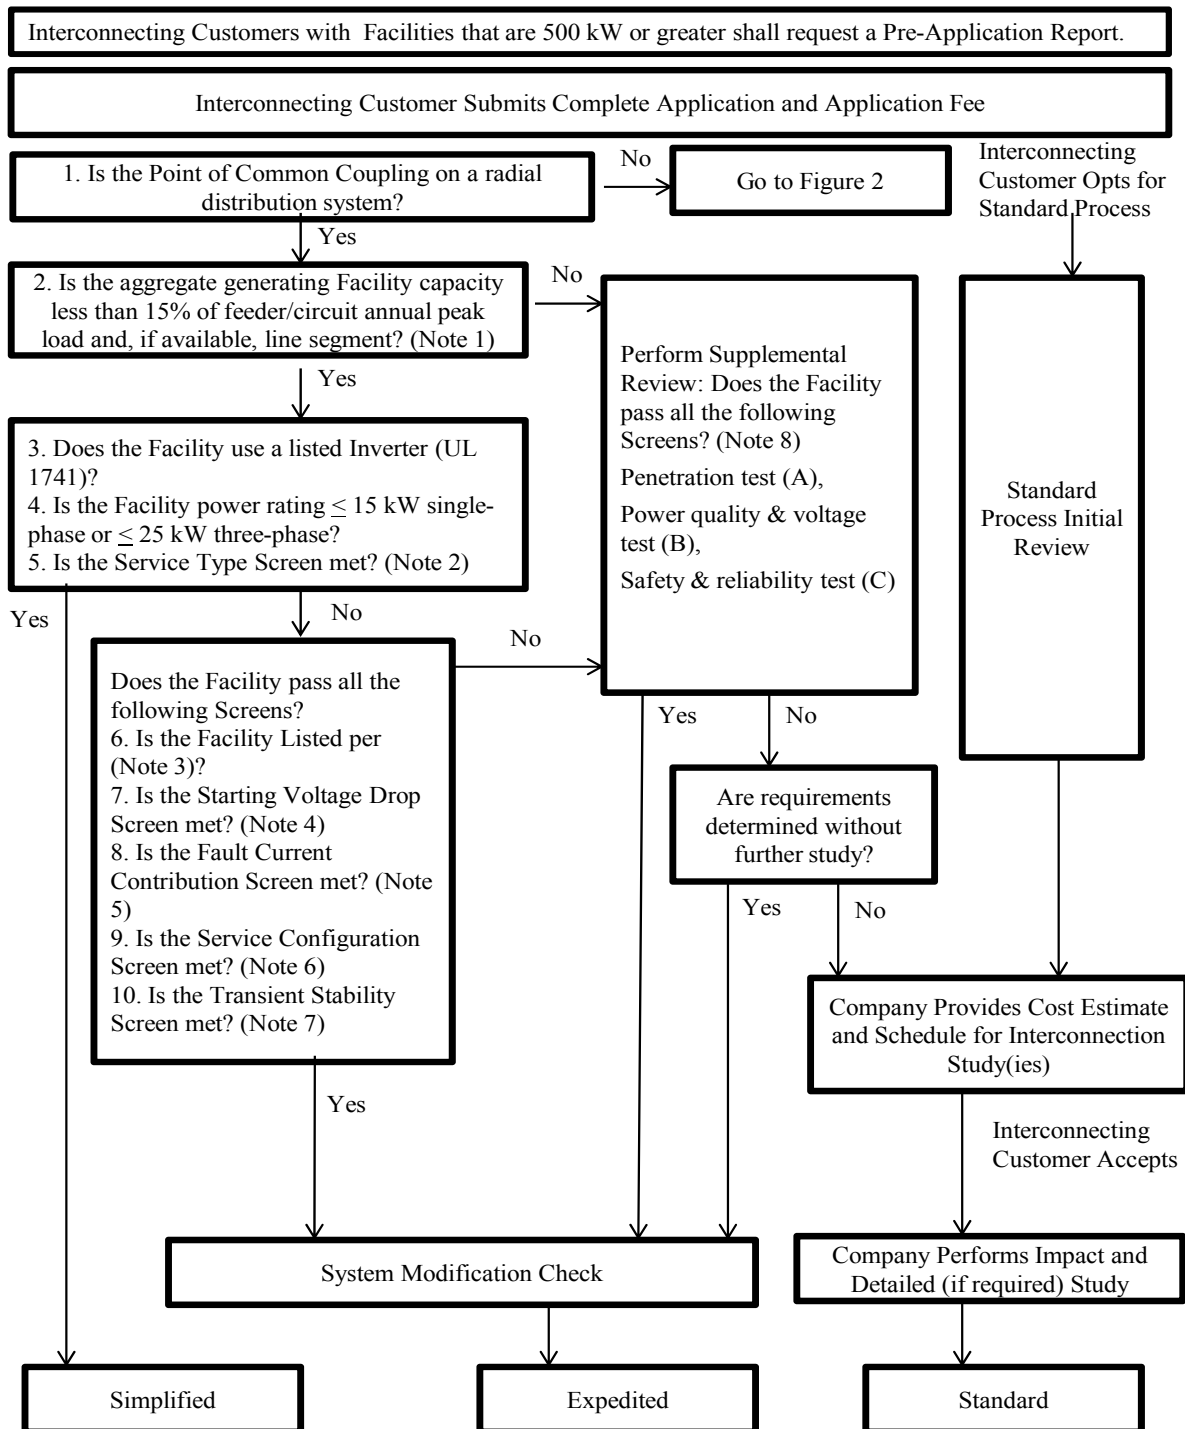 Interconnecting Customers with Facilities that are 500 kW or greater shall request a Pre-Application Report.
Interconnecting Customer Submits Complete Application and Application Fee
1. Is the Point of Common Coupling on a radial
distribution system?
No
Go to Figure 2
Interconnecting
Customer Opts for
Standard Process
Yes
2. Is the aggregate generating Facility capacity
less than 15% of feeder/circuit annual peak
load and, if available, line segment? (Note 1)
No
Yes
Perform Supplemental
Review: Does the Facility
pass all the following
Screens? (Note 8)
Penetration test (A),
Power quality & voltage
test (B),
Safety & reliability test (C)
Standard
Process Initial
Review
3. Does the Facility use a listed Inverter (UL
1741)?
4. Is the Facility power rating ≤ 15 kW single-
phase or ≤ 25 kW three-phase?
5. Is the Service Type Screen met? (Note 2)
Yes
No
No
Does the Facility pass all the
following Screens?
6. Is the Facility Listed per
(Note 3)?
7. Is the Starting Voltage Drop
Screen met? (Note 4)
8. Is the Fault Current
Contribution Screen met? (Note
5)
9. Is the Service Configuration
Screen met? (Note 6)
10. Is the Transient Stability
Screen met? (Note 7)
Yes
No
Are requirements
determined without
further study?
Yes
No
Company Provides Cost Estimate
and Schedule for Interconnection
Study(ies)
Yes
Interconnecting
Customer Accepts
System Modification Check
Company Performs Impact and
Detailed (if required) Study
Simplified
Expedited
Standard